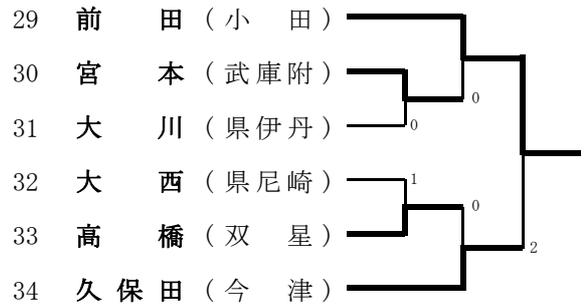 29 前田 (小田)
30 宮本 (武庫附)
0
31 大川 (県伊丹)
0
32 大西 (県尼崎)
1
0
33 高橋 (双星)
2
34 久保田 (今津)